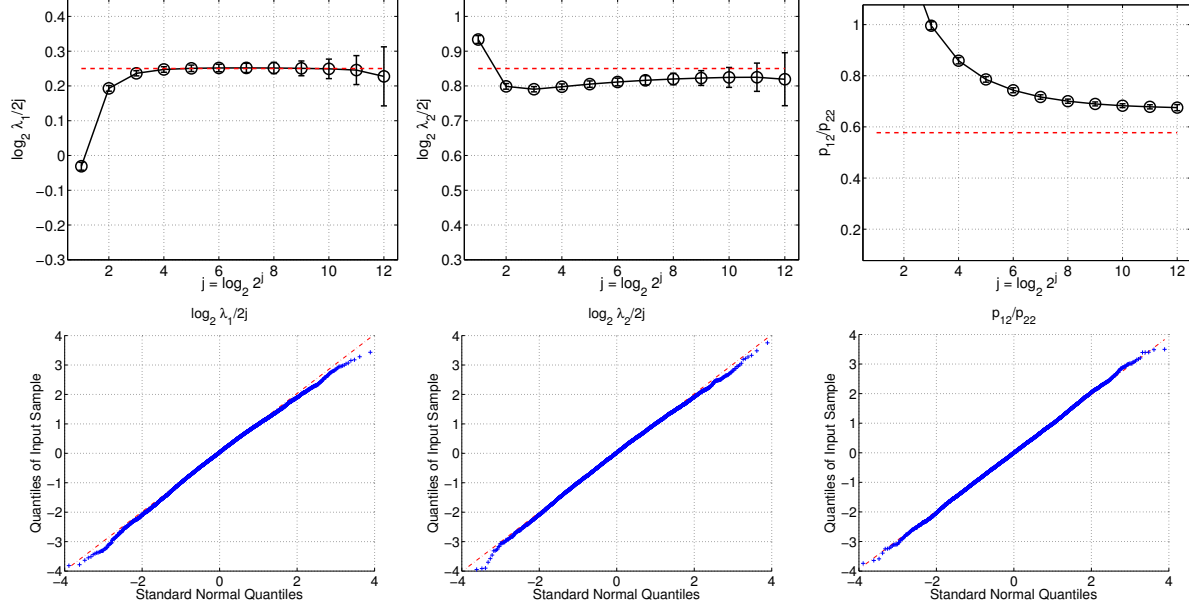 log₂ λ₁/2j
0.4
0.3
0.2
0.1
0
−0.1
−0.2
−0.3
2 4 6 8 10 12
j = log₂ 2ʲ
log₂ λ₂/2j
1
0.9
0.8
0.7
0.6
0.5
0.4
0.3
2 4 6 8 10 12
j = log₂ 2ʲ
p₁₂/p₂₂
1
0.8
0.6
0.4
0.2
2 4 6 8 10 12
j = log₂ 2ʲ
log₂ λ₁/2j
Quantiles of Input Sample
4
3
2
1
0
−1
−2
−3
−4
−4 −2 0 2 4
Standard Normal Quantiles
log₂ λ₂/2j
Quantiles of Input Sample
4
3
2
1
0
−1
−2
−3
−4
−4 −2 0 2 4
Standard Normal Quantiles
p₁₂/p₂₂
Quantiles of Input Sample
4
3
2
1
0
−1
−2
−3
−4
−4 −2 0 2 4
Standard Normal Quantiles